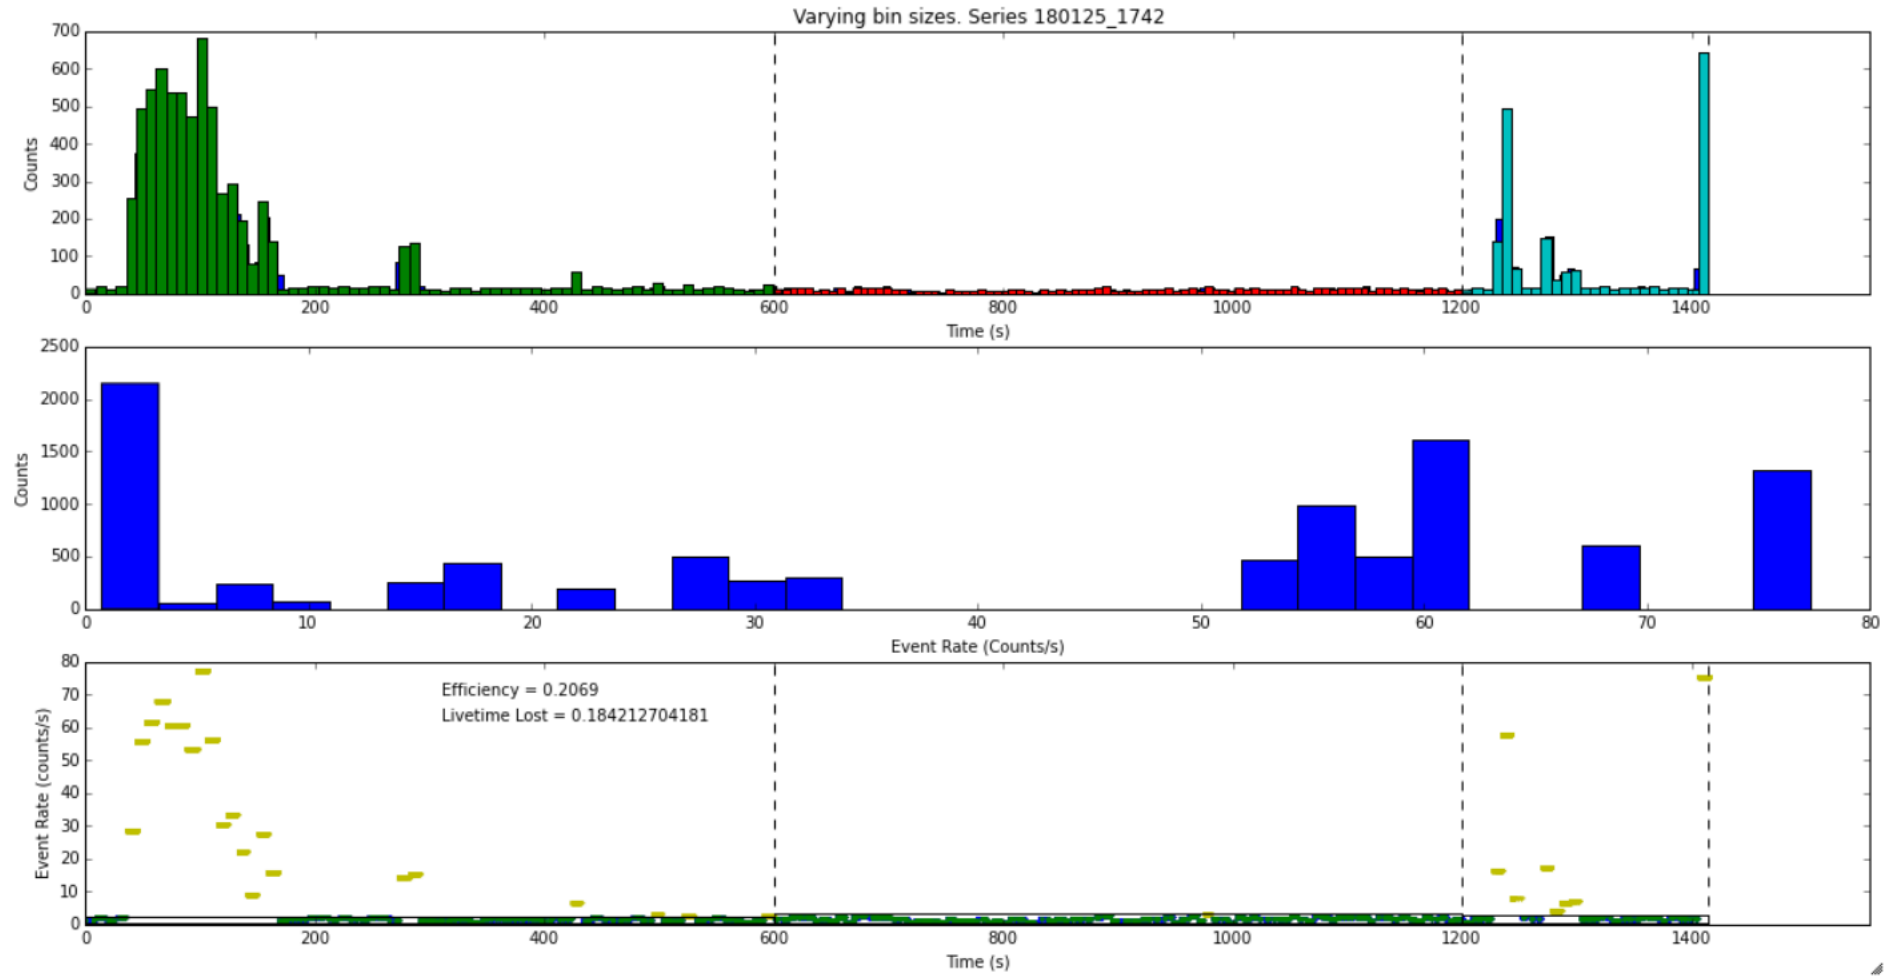 Varying bin sizes. Series 180125_1742
700
600
500
400
300
200
100
0
Counts
0 200 400 600 800 1000 1200 1400
Time (s)
2500
2000
1500
1000
500
0
Counts
0 10 20 30 40 50 60 70 80
Event Rate (Counts/s)
80
70
60
50
40
30
20
10
0
Event Rate (counts/s)
Efficiency = 0.2069
Livetime Lost = 0.184212704181
0 200 400 600 800 1000 1200 1400
Time (s)